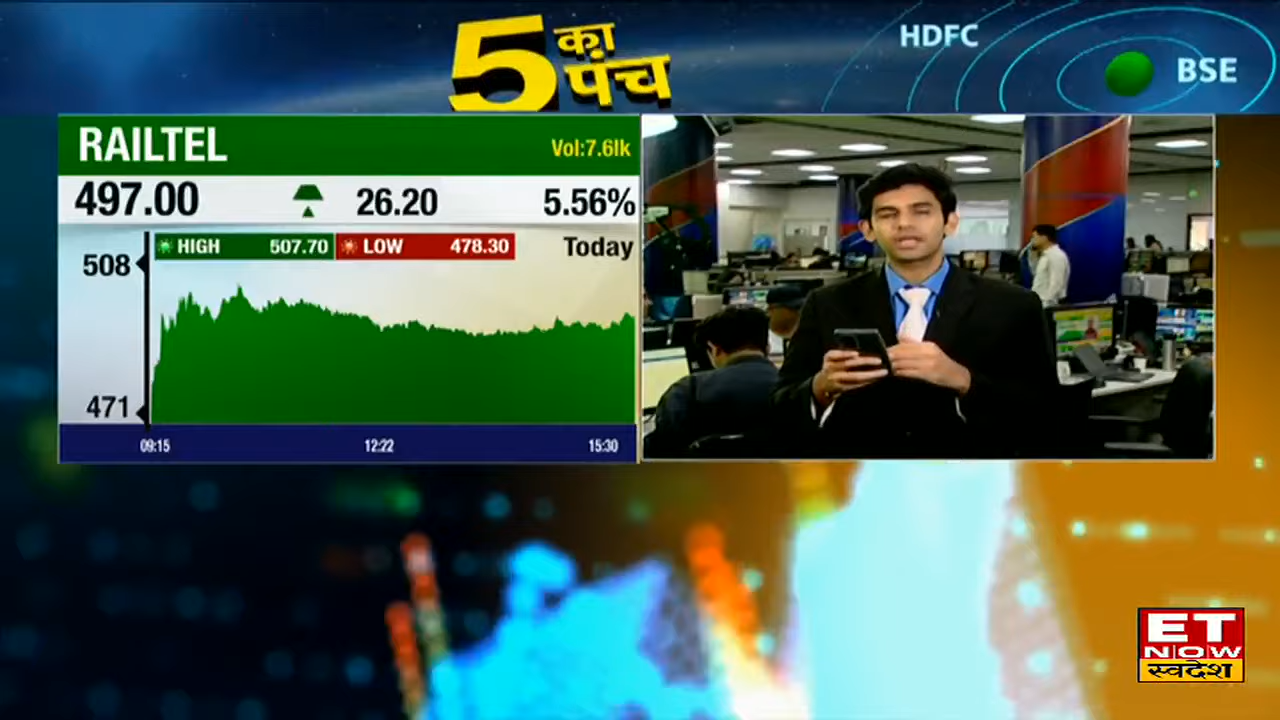 5 का
पंच
HDFC
BSE
RAILTEL
Vol:7.6lk
497.00 26.20 5.56%
HIGH 507.70 LOW 478.30 Today
508
471
09:15 12:22 15:30
ET
NOW
स्वदेश